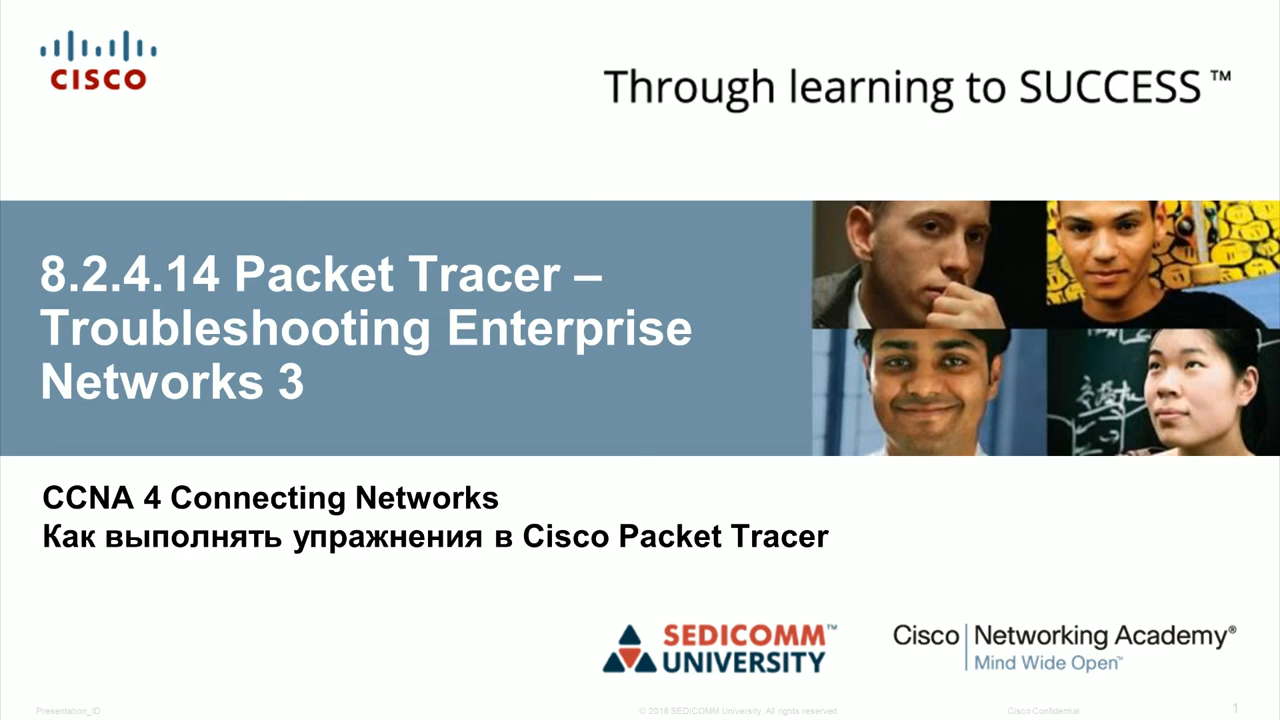 CISCO
Through learning to SUCCESS™
8.2.4.14 Packet Tracer –
Troubleshooting Enterprise
Networks 3
CCNA 4 Connecting Networks
Как выполнять упражнения в Cisco Packet Tracer
SEDICOMM™
UNIVERSITY
Cisco Networking Academy®
Mind Wide Open™
Presentation_ID
© 2018 SEDICOMM University. All rights reserved.
Cisco Confidential
1